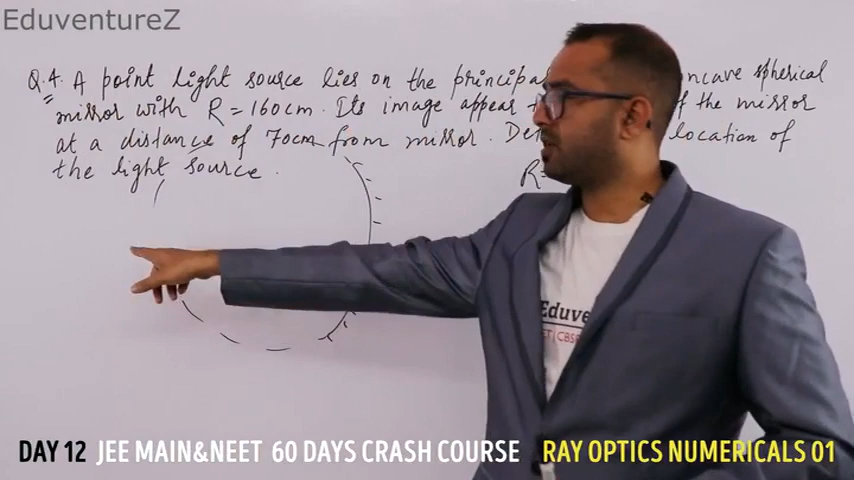 EduventureZ
Q.4. A point light source lies on the principa ncave spherical
mirror with R = 160cm. Its image appear f the mirror
at a distance of 70cm from mirror. De location of
the light source.
R=
Eduve
DAY 12 JEE MAIN&NEET 60 DAYS CRASH COURSE RAY OPTICS NUMERICALS 01